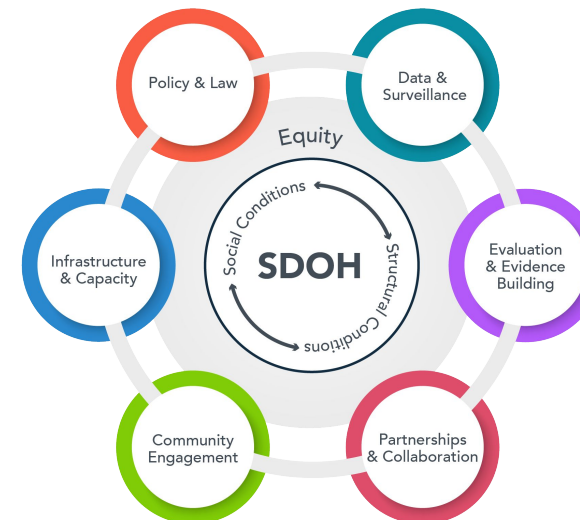 Policy & Law
Data &
Surveillance
Equity
Social Conditions
SDOH
Structural Conditions
Infrastructure
& Capacity
Evaluation
& Evidence
Building
Community
Engagement
Partnerships
& Collaboration